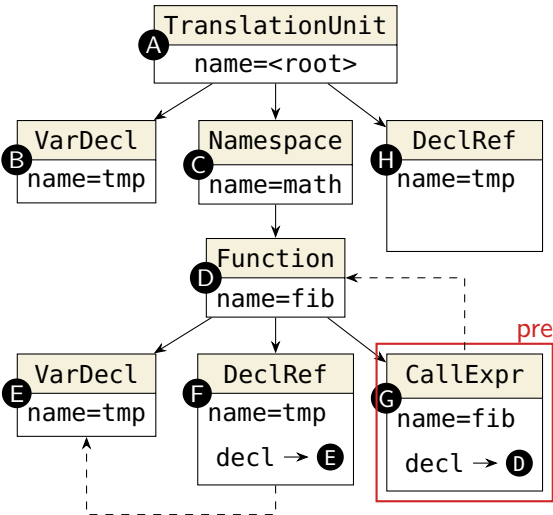 TranslationUnit
A
name=<root>
VarDecl
B
name=tmp
Namespace
C
name=math
DeclRef
H
name=tmp
Function
D
name=fib
pre
VarDecl
E
name=tmp
DeclRef
F
name=tmp
decl → E
CallExpr
G
name=fib
decl → D